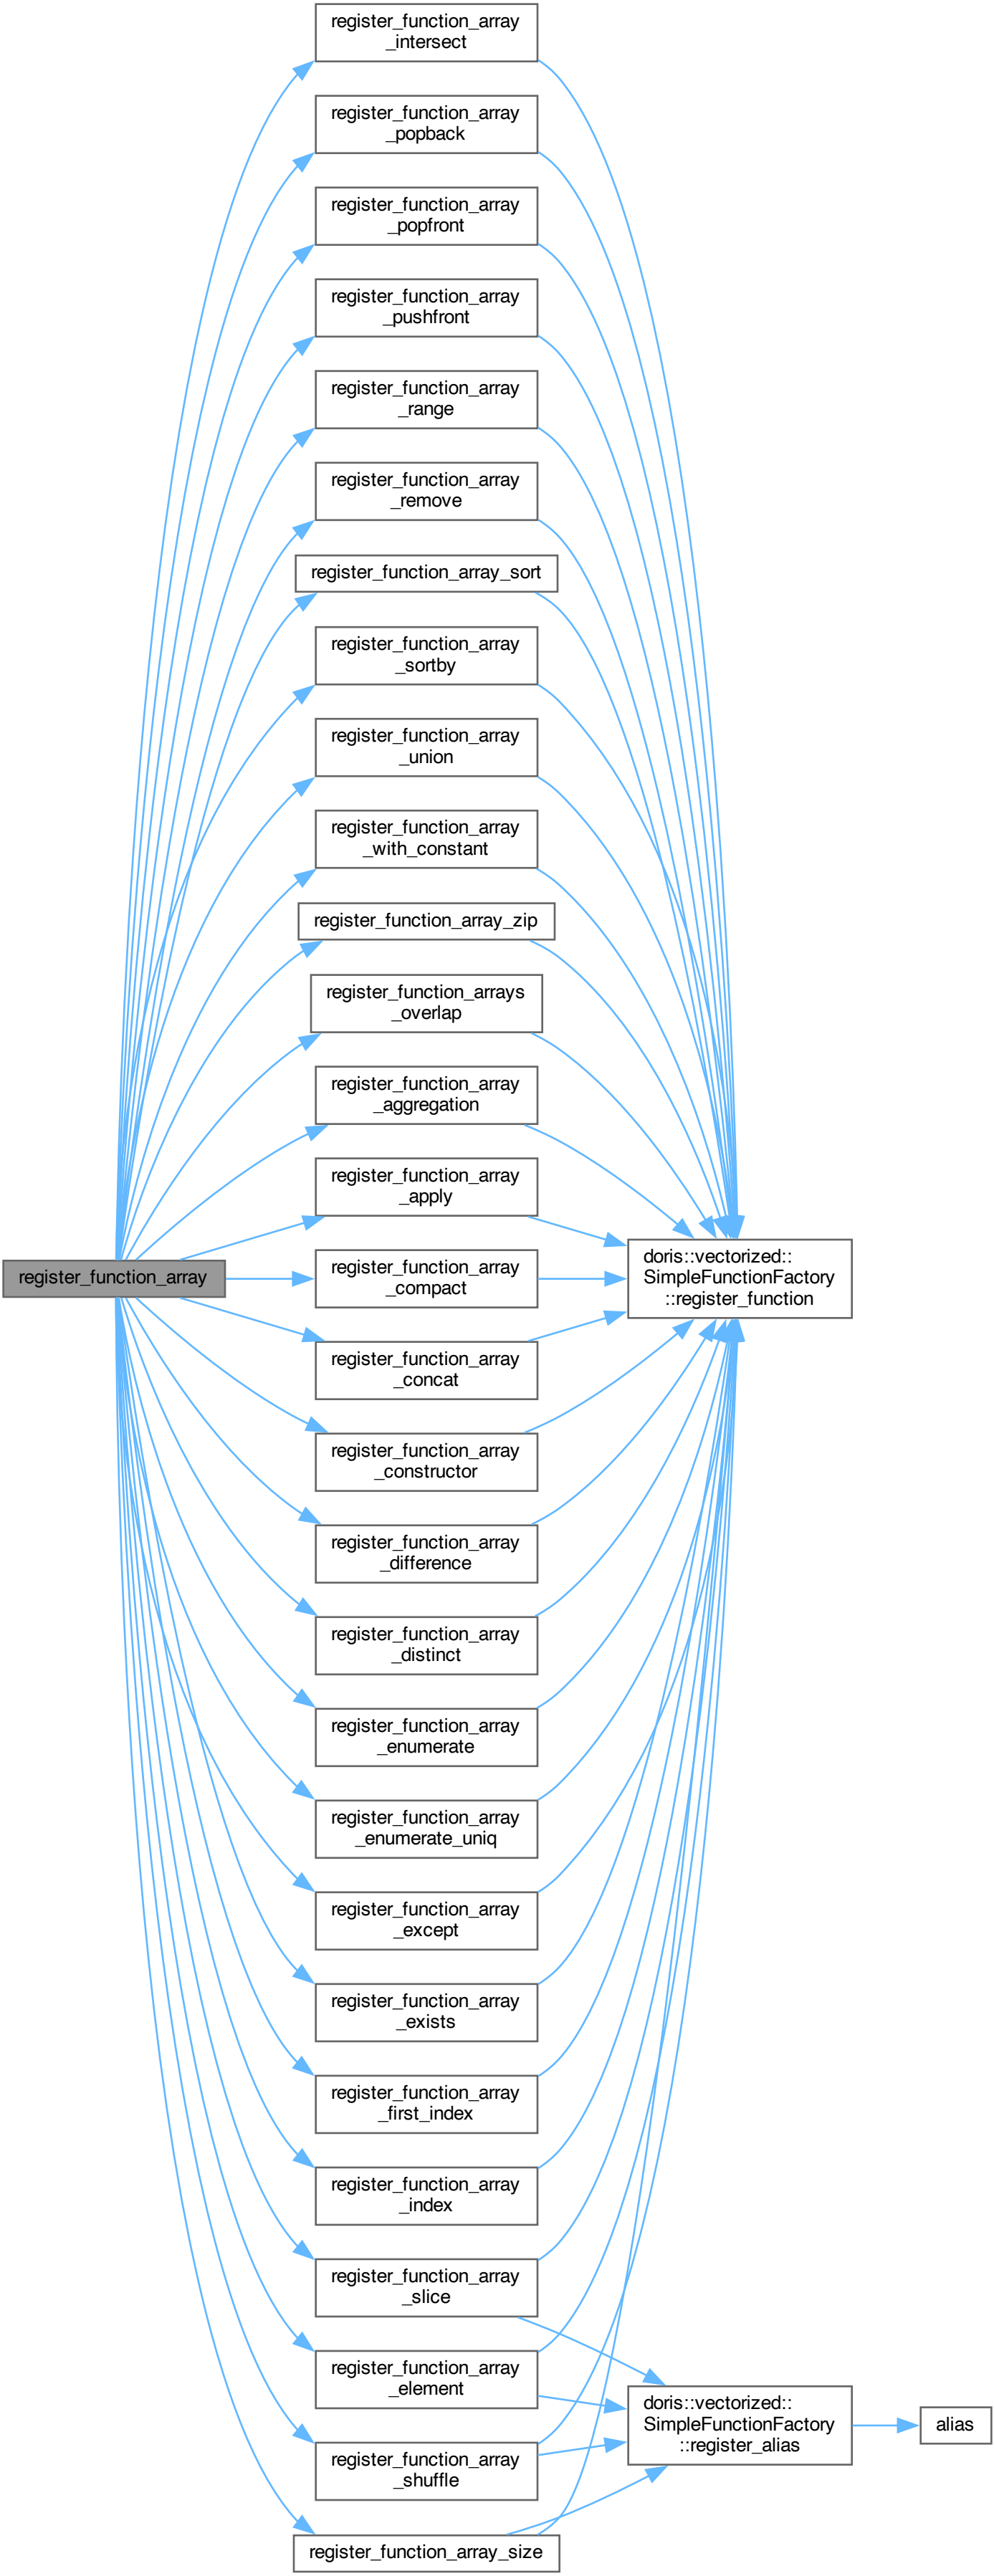 register_function_array
_intersect
register_function_array
_popback
register_function_array
_popfront
register_function_array
_pushfront
register_function_array
_range
register_function_array
_remove
register_function_array_sort
register_function_array
_sortby
register_function_array
_union
register_function_array
_with_constant
register_function_array_zip
register_function_arrays
_overlap
register_function_array
_aggregation
register_function_array
_apply
register_function_array
register_function_array
_compact
doris::vectorized::
SimpleFunctionFactory
::register_function
register_function_array
_concat
register_function_array
_constructor
register_function_array
_difference
register_function_array
_distinct
register_function_array
_enumerate
register_function_array
_enumerate_uniq
register_function_array
_except
register_function_array
_exists
register_function_array
_first_index
register_function_array
_index
register_function_array
_slice
register_function_array
_element
doris::vectorized::
SimpleFunctionFactory
::register_alias
alias
register_function_array
_shuffle
register_function_array_size